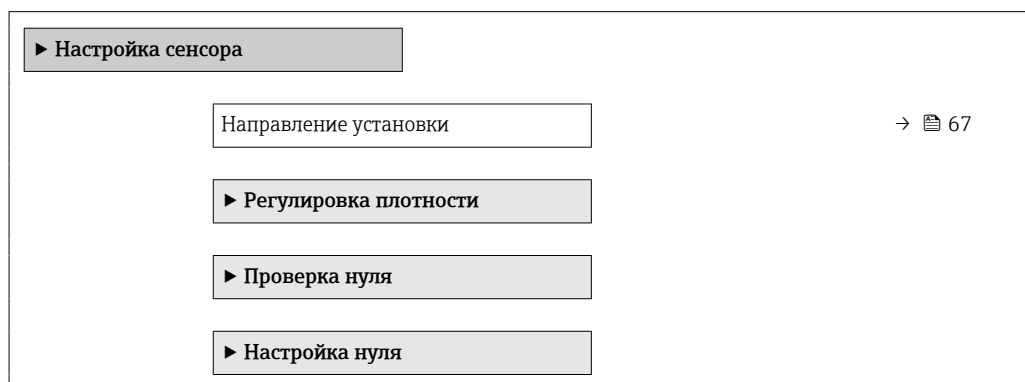 ▶ Настройка сенсора
Направление установки → 67
▶ Регулировка плотности
▶ Проверка нуля
▶ Настройка нуля